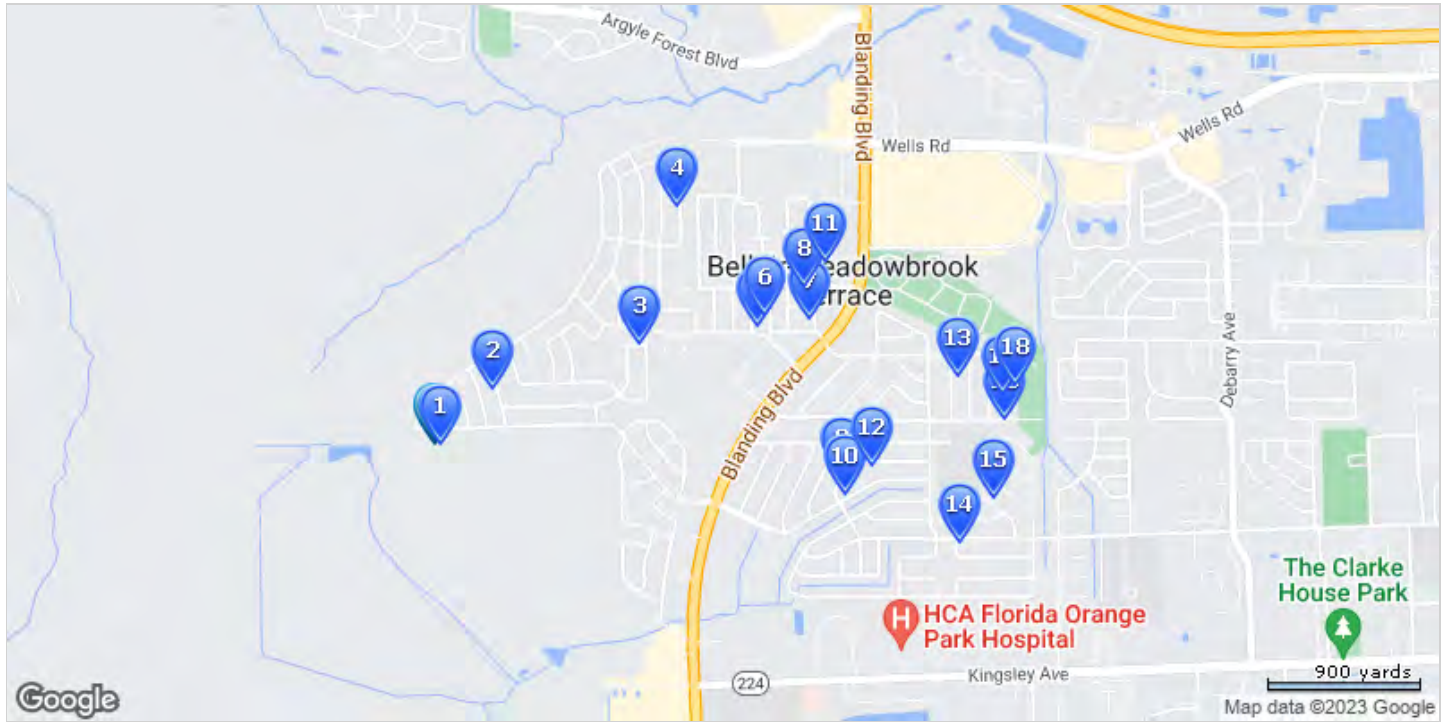 Argyle Forest Blvd
Blanding Blvd
Wells Rd
Wells Rd
4
11
8
6
3
2
1
13
18
12
10
15
14
Meadowbrook
Terrace
Blanding Blvd
Debarry Ave
The Clarke
House Park
H
HCA Florida Orange
Park Hospital
224
Kingsley Ave
900 yards
Google
Map data ©2023 Google